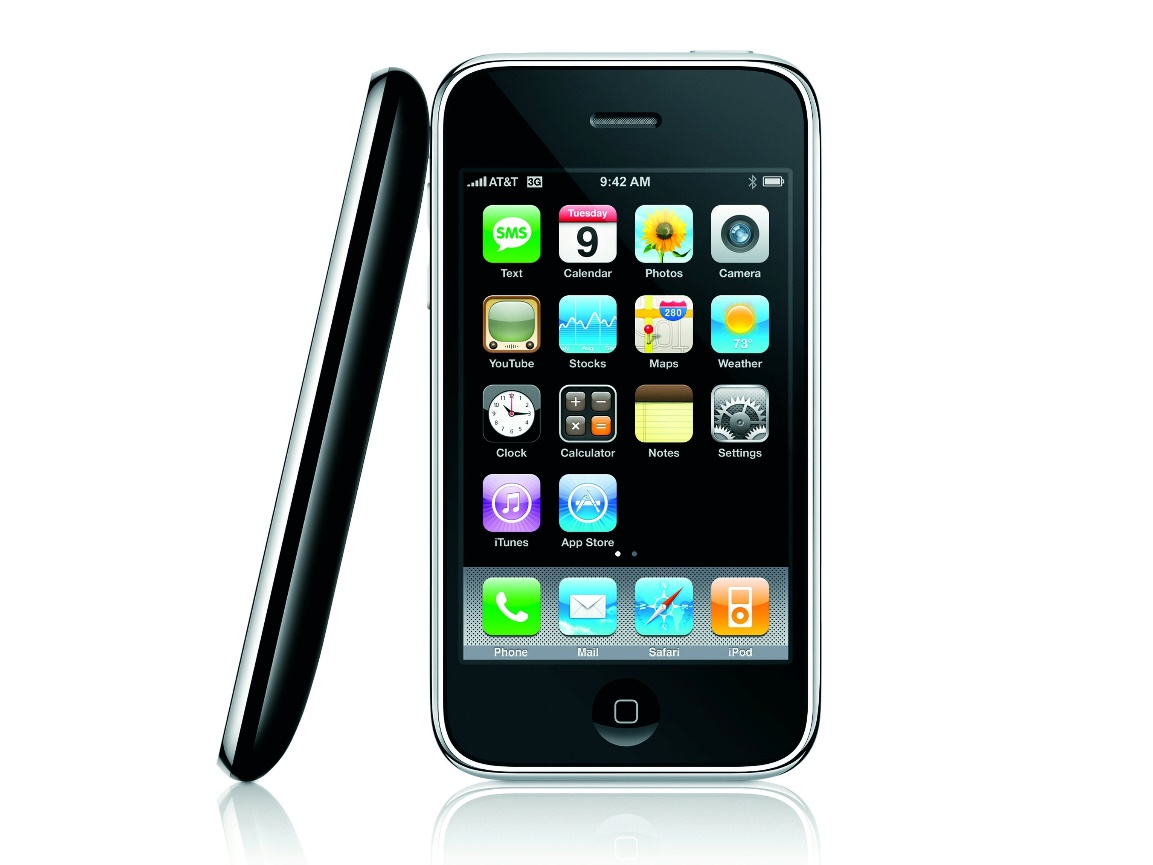 AT&T 3G 9:42 AM
SMS
Tuesday
9
Text Calendar Photos Camera
280
73°
YouTube Stocks Maps Weather
Clock Calculator Notes Settings
iTunes App Store
Phone Mail Safari iPod